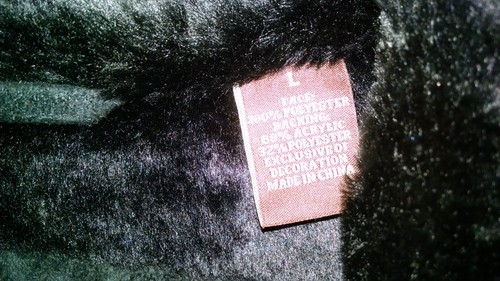 L
FACE:
100% POLYESTER
BACKING:
68% ACRYLIC
32% POLYESTER
EXCLUSIVE OF
DECORATION
MADE IN CHINA